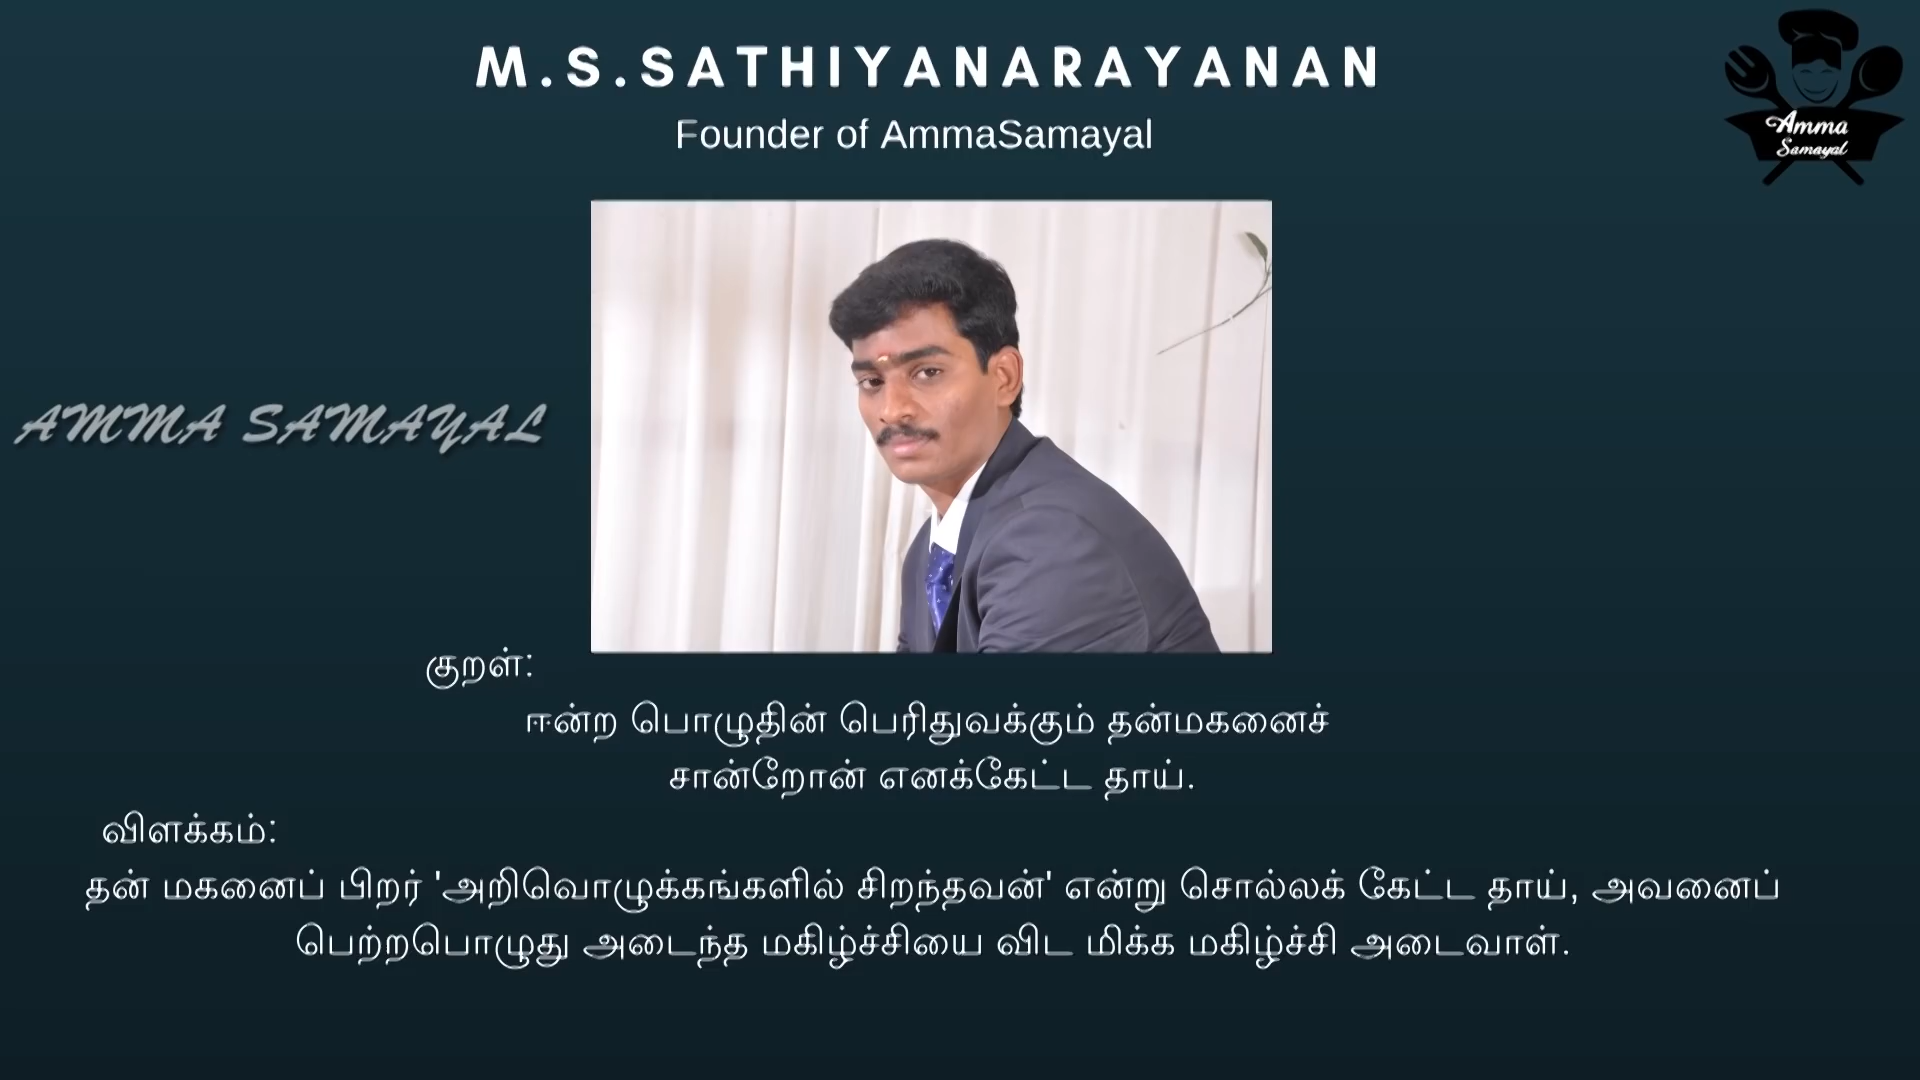 M.S.SATHIYANARAYANAN
Founder of AmmaSamayal
Amma
Samayal
AMMA SAMAYAL
குறள்:
ஈன்ற பொழுதின் பெரிதுவக்கும் தன்மகனைச்
சான்றோன் எனக்கேட்ட தாய்.
விளக்கம்:
தன் மகனைப் பிறர் 'அறிவொழுக்கங்களில் சிறந்தவன்' என்று சொல்லக் கேட்ட தாய், அவனைப்
பெற்றபொழுது அடைந்த மகிழ்ச்சியை விட மிக்க மகிழ்ச்சி அடைவாள்.